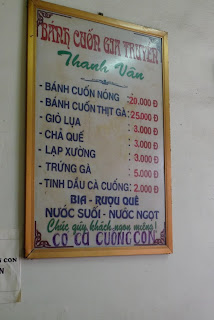 BÁNH CUỐN GIA TRUYỀN
Thanh Vân
- BÁNH CUỐN NÓNG : 20.000 Đ
- BÁNH CUỐN THỊT GÀ : 25.000 Đ
- GIÒ LỤA : 3.000 Đ
- CHẢ QUẾ : 3.000 Đ
- LẠP XƯỜNG : 3.000 Đ
- TRỨNG GÀ : 5.000 Đ
- TINH DẦU CÀ CUỐNG : 2.000 Đ
BIA - RƯỢU QUÊ
NƯỚC SUỐI - NƯỚC NGỌT
Chúc qúy khách ngon miệng !
CÓ CÀ CUỐNG CON